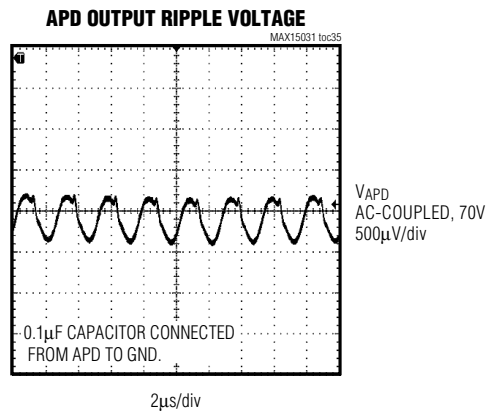 APD OUTPUT RIPPLE VOLTAGE
MAX15031 toc35
T
VAPD
AC-COUPLED, 70V
500μV/div
0.1μF CAPACITOR CONNECTED
FROM APD TO GND.
2μs/div